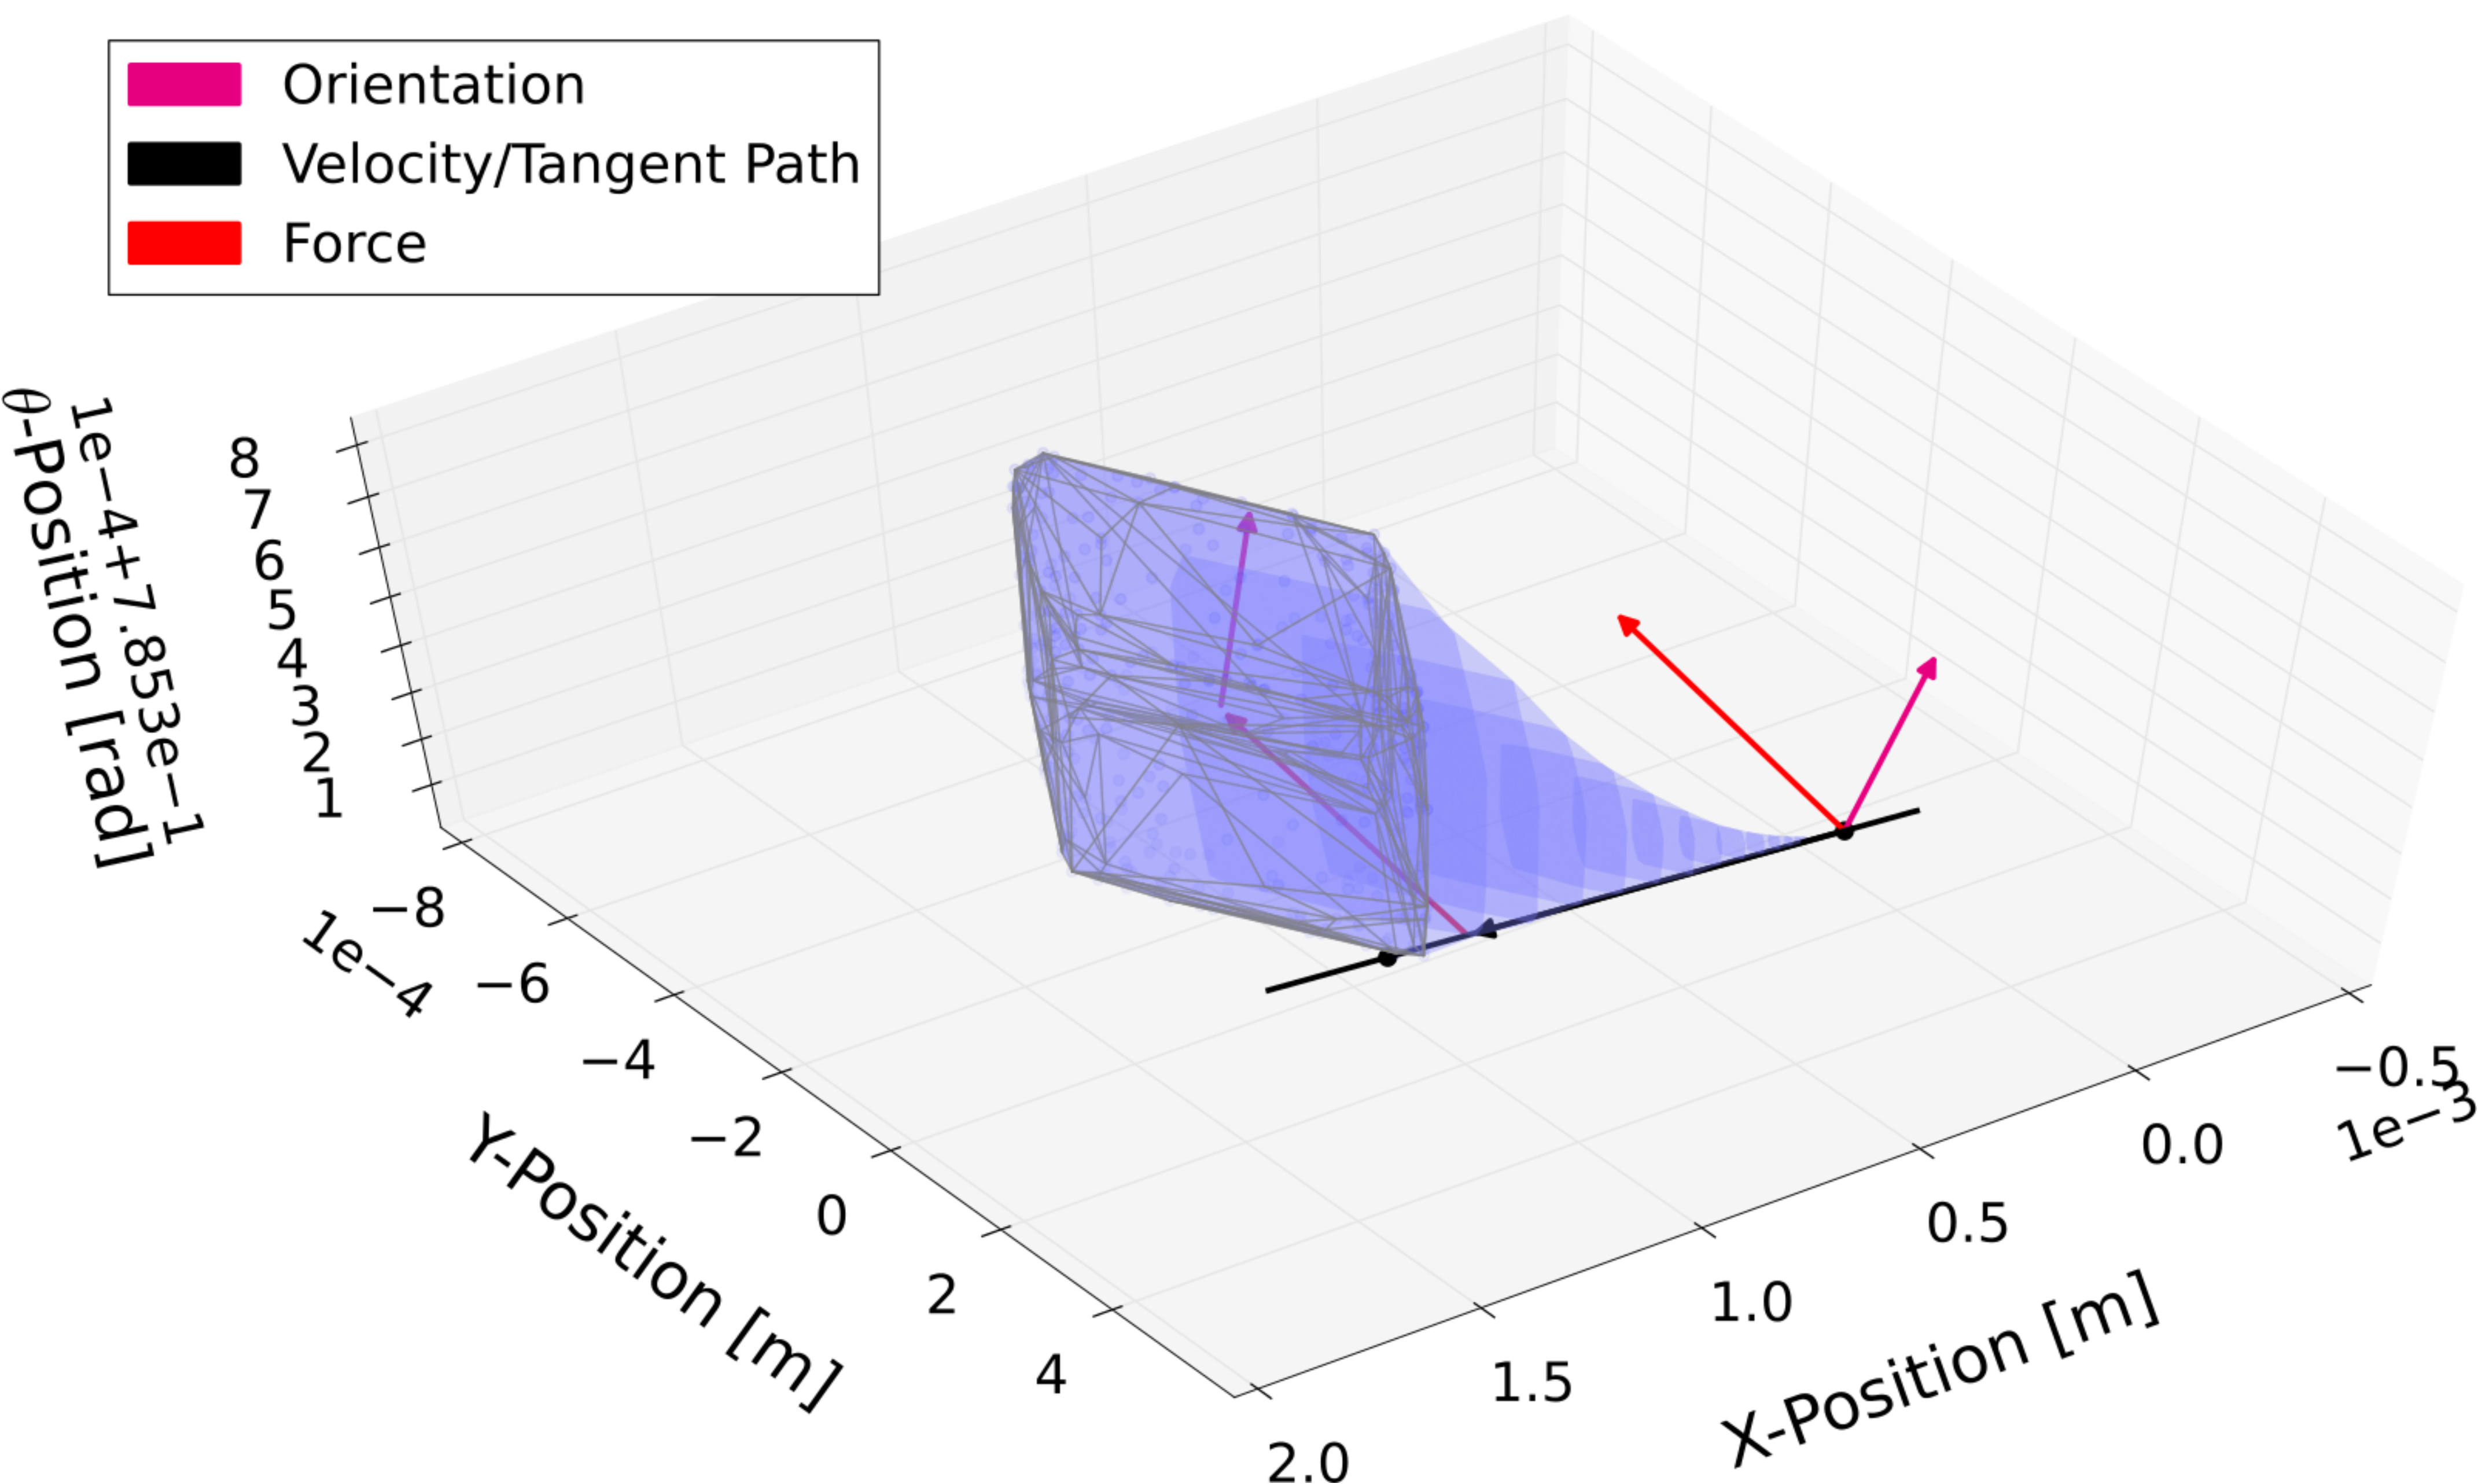 Orientation
Velocity/Tangent Path
Force
θ-Position [rad]
1e−4+7.853e−1
8
7
6
5
4
3
2
1
1e−4
−8
−6
−4
−2
0
2
4
Y-Position [m]
−0.5
1e−3
0.0
0.5
1.0
1.5
2.0
X-Position [m]